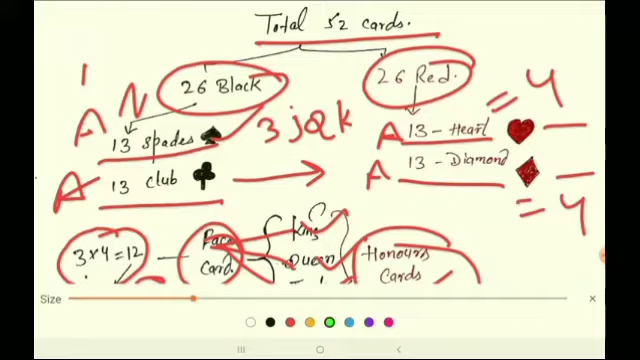 Total 52 cards.
26 Black
26 Red.
A
13 spades
3 jqk
A 13 - Heart
= 4
A 13 club
A 13 - Diamond
= 4
3 x 4 = 12
Face
Card
King
Queen
Honours
Cards
Size